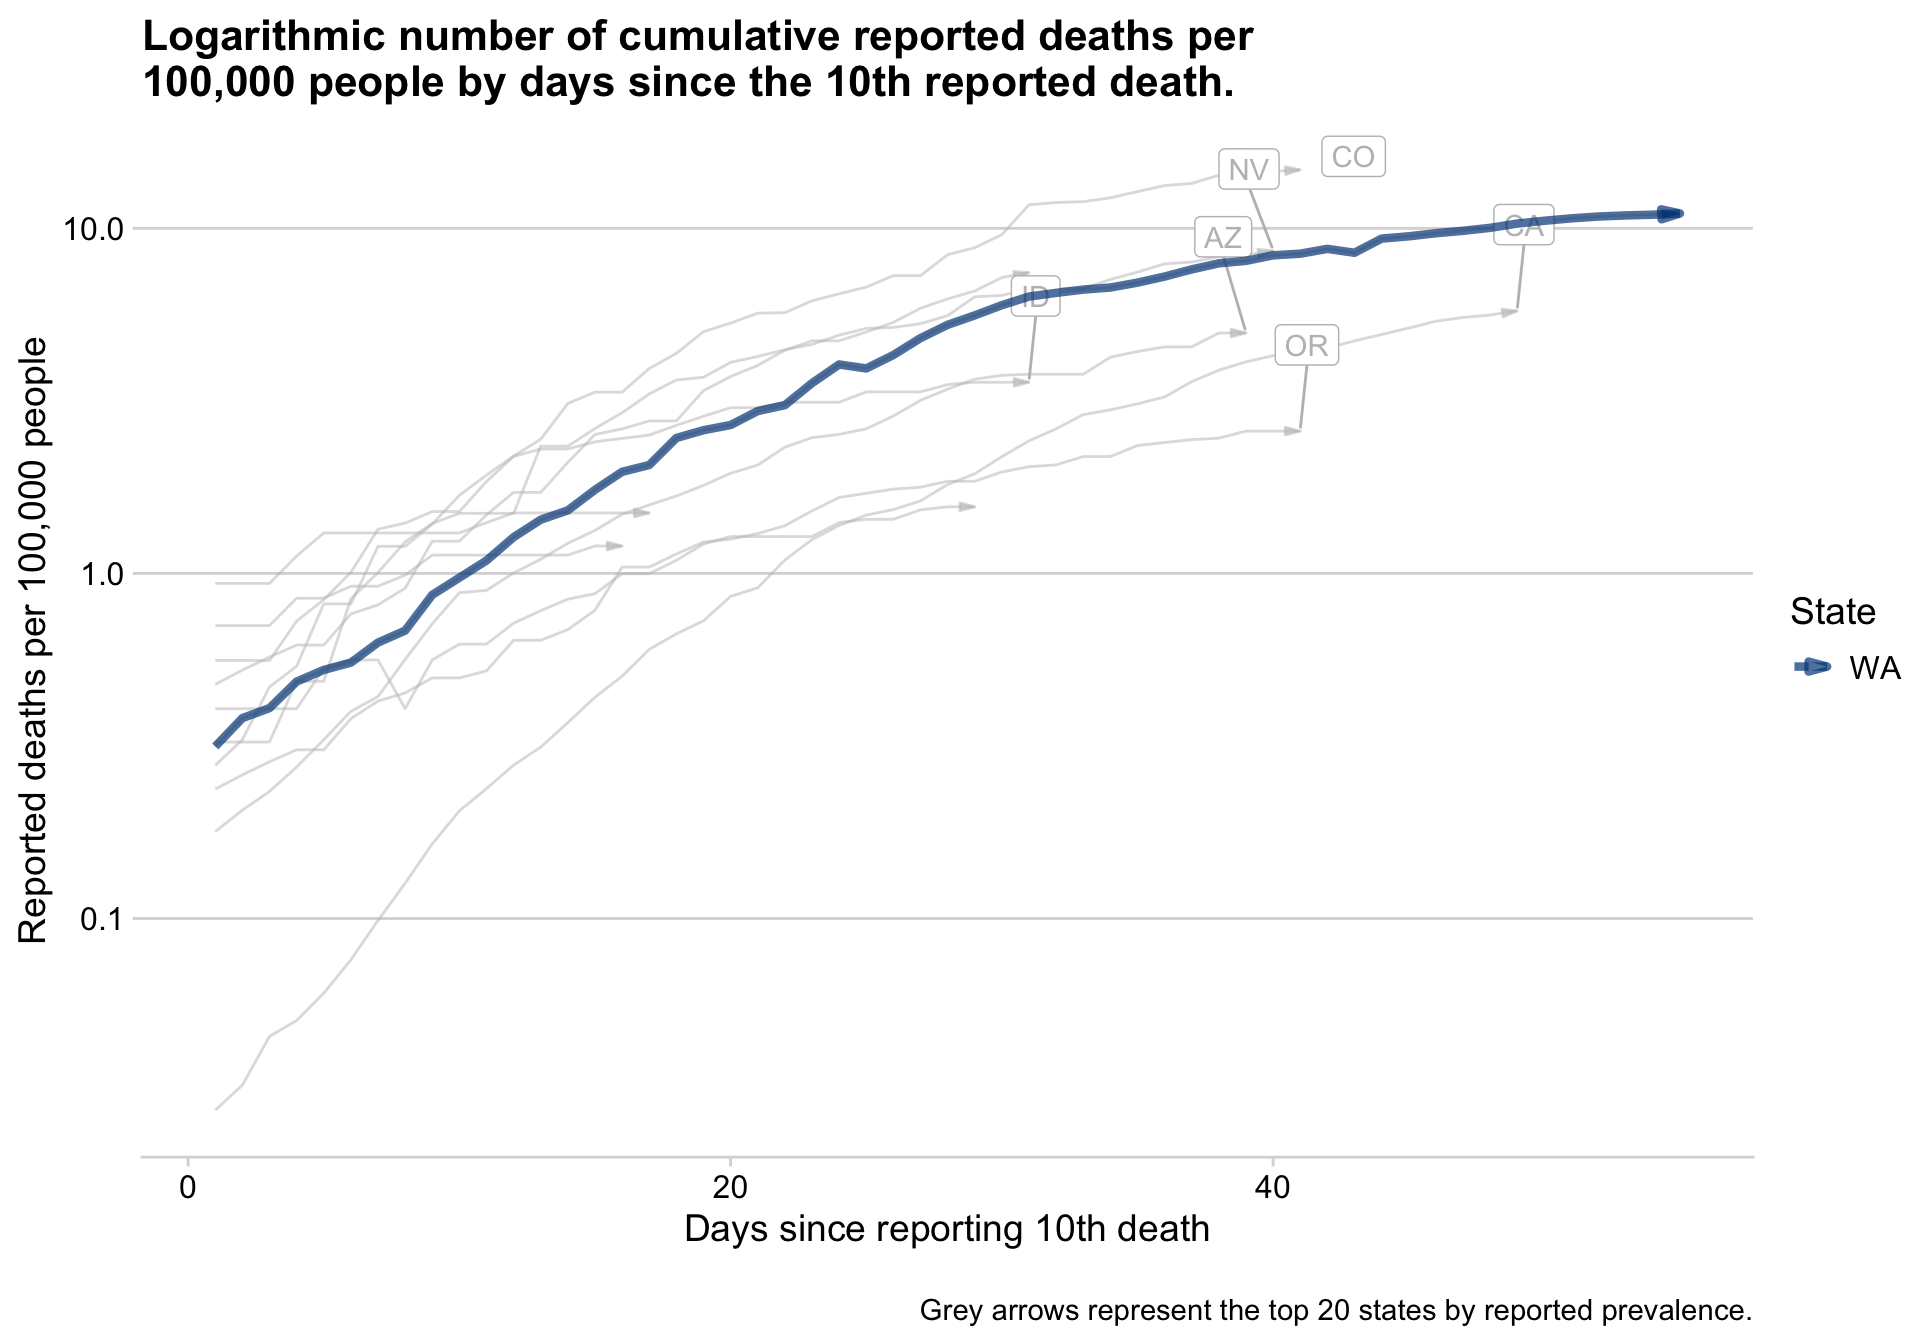 Logarithmic number of cumulative reported deaths per
100,000 people by days since the 10th reported death.
Reported deaths per 100,000 people
10.0
1.0
0.1
NV
CO
AZ
CA
ID
OR
State
WA
0
20
40
Days since reporting 10th death
Grey arrows represent the top 20 states by reported prevalence.